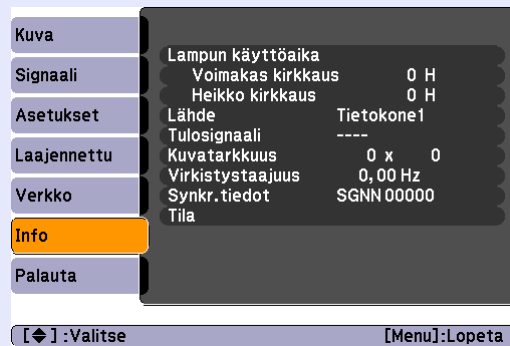 Kuva
Signaali
Asetukset
Laajennettu
Verkko
Info
Palauta
Lampun käyttöaika
Voimakas kirkkaus 0 H
Heikko kirkkaus 0 H
Lähde Tietokone1
Tulosignaali ----
Kuvatarkkuus 0 x 0
Virkistystaajuus 0,00 Hz
Synkr.tiedot SGNN 00000
Tila
[◆] :Valitse [Menu]:Lopeta